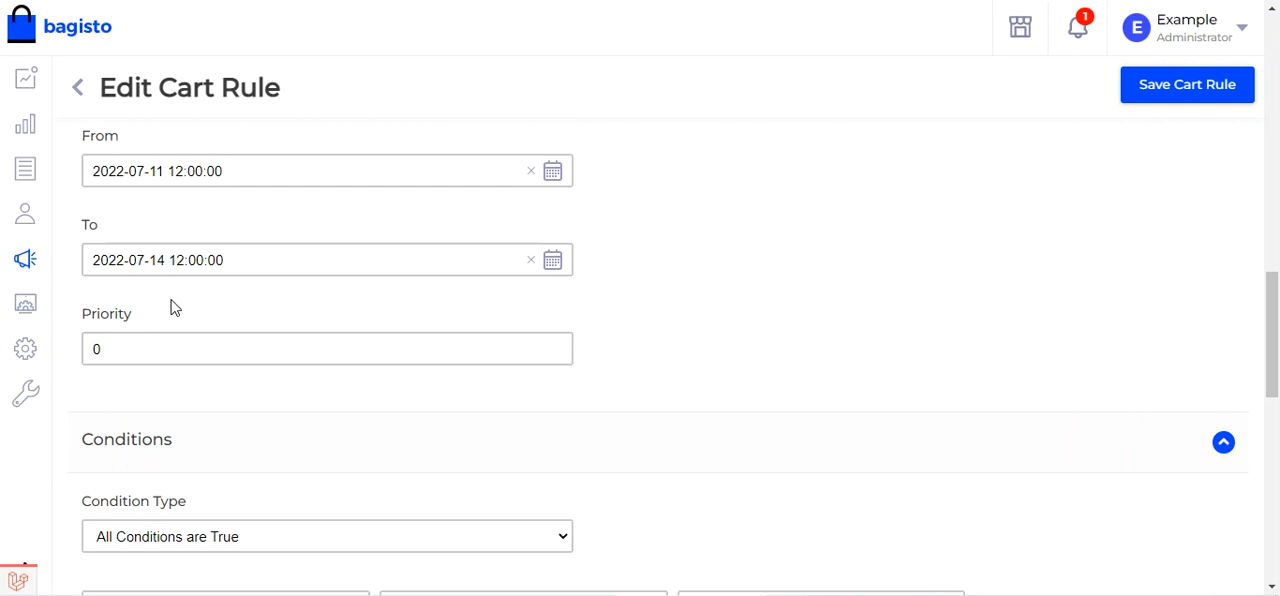 bagisto
1
E
Example
Administrator
Edit Cart Rule
Save Cart Rule
From
2022-07-11 12:00:00
To
2022-07-14 12:00:00
Priority
0
Conditions
Condition Type
All Conditions are True